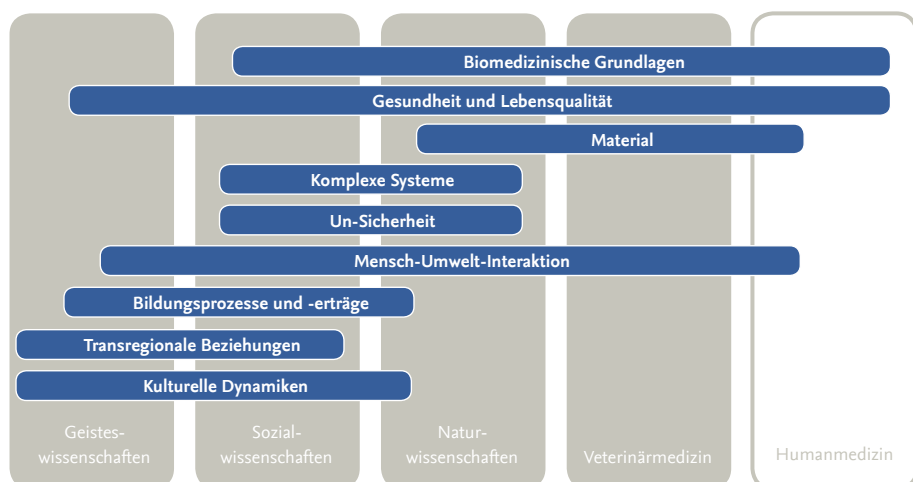 Biomedizinische Grundlagen
Gesundheit und Lebensqualität
Material
Komplexe Systeme
Un-Sicherheit
Mensch-Umwelt-Interaktion
Bildungsprozesse und -erträge
Transregionale Beziehungen
Kulturelle Dynamiken
Geistes-
wissenschaften
Sozial-
wissenschaften
Natur-
wissenschaften
Veterinärmedizin
Humanmedizin